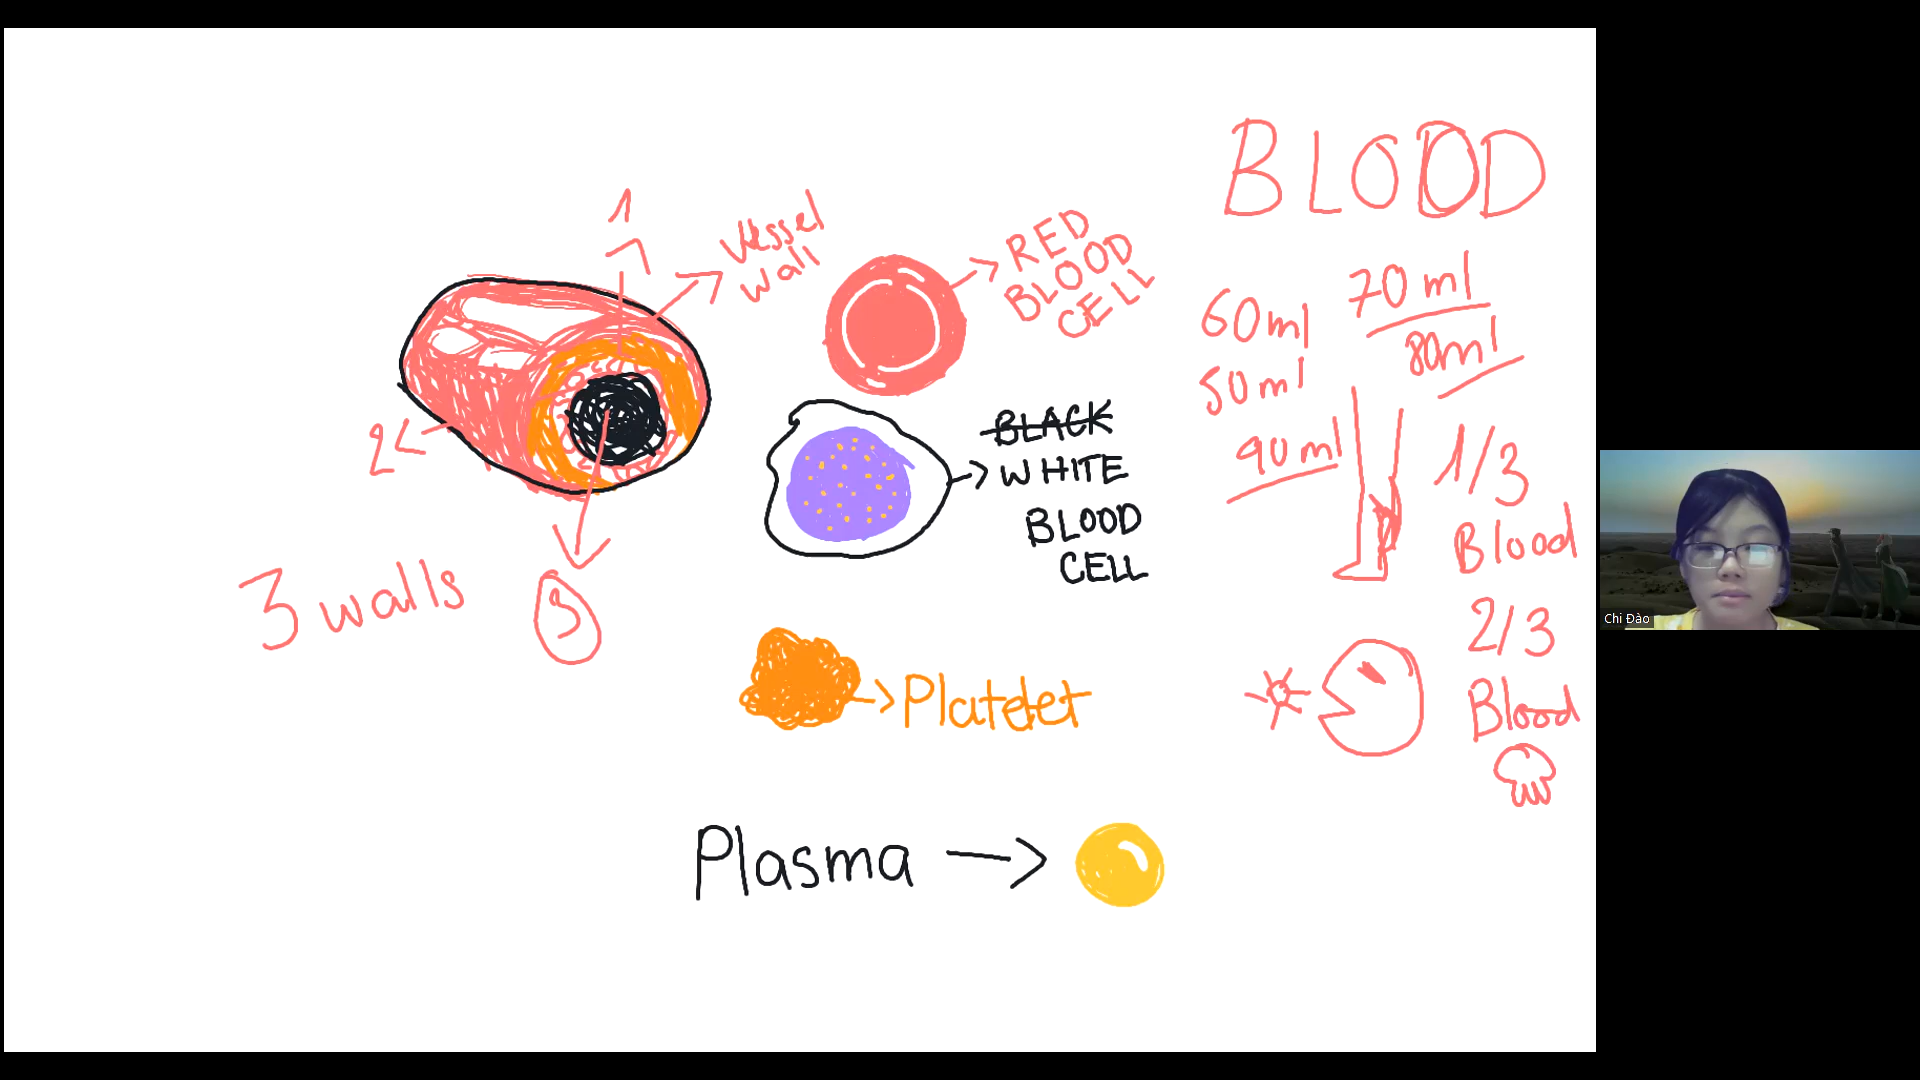 BLOOD
1
Vessel
Wall
2
3 walls
3
RED
BLOOD
CELL
BLACK
WHITE
BLOOD
CELL
Platelet
Plasma
60ml
70ml
50ml
80ml
90ml
1/3
Blood
2/3
Blood
Chi Đào